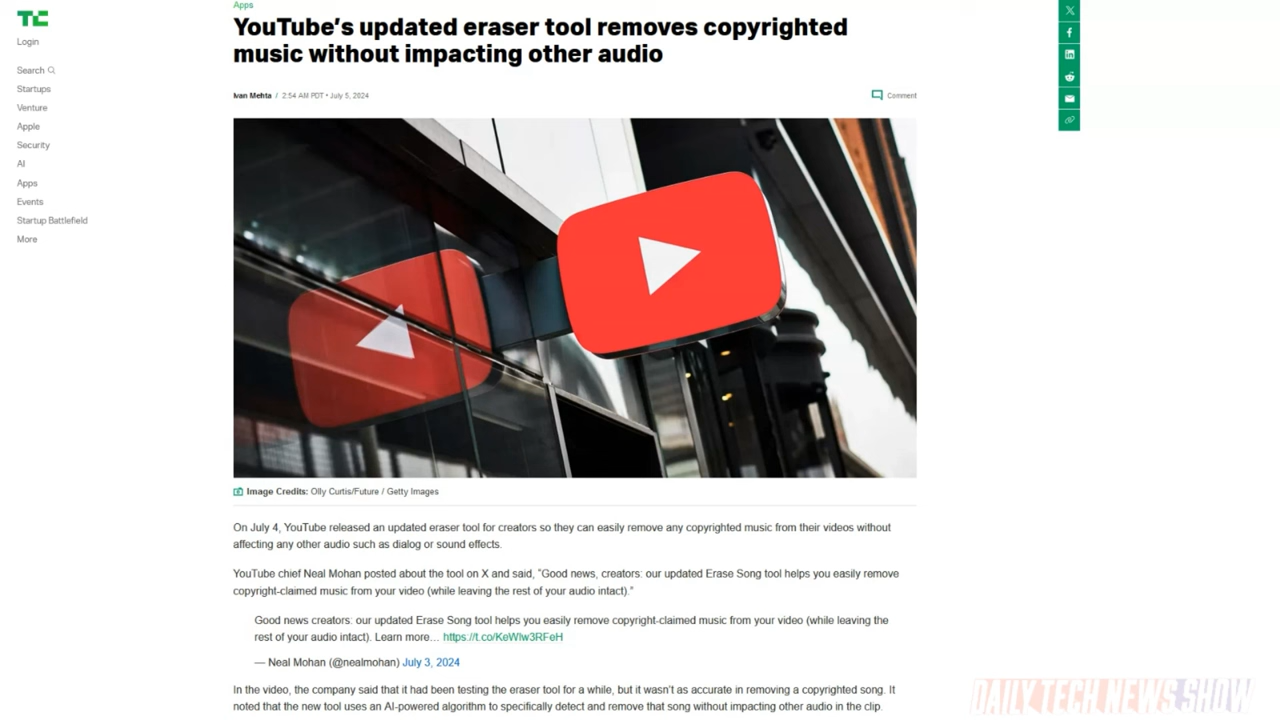 TC
Login
Search
Startups
Venture
Apple
Security
AI
Apps
Events
Startup Battlefield
More
Apps
YouTube’s updated eraser tool removes copyrighted
music without impacting other audio
Ivan Mehta / 2:54 AM PDT • July 5, 2024
Comment
Image Credits: Olly Curtis/Future / Getty Images
On July 4, YouTube released an updated eraser tool for creators so they can easily remove any copyrighted music from their videos without
affecting any other audio such as dialog or sound effects.
YouTube chief Neal Mohan posted about the tool on X and said, “Good news, creators: our updated Erase Song tool helps you easily remove
copyright-claimed music from your video (while leaving the rest of your audio intact).”
Good news creators: our updated Erase Song tool helps you easily remove copyright-claimed music from your video (while leaving the
rest of your audio intact). Learn more… https://t.co/KeWIw3RFeH
— Neal Mohan (@nealmohan) July 3, 2024
In the video, the company said that it had been testing the eraser tool for a while, but it wasn’t as accurate in removing a copyrighted song. It
noted that the new tool uses an AI-powered algorithm to specifically detect and remove that song without impacting other audio in the clip.
DAILY TECH NEWS SHOW